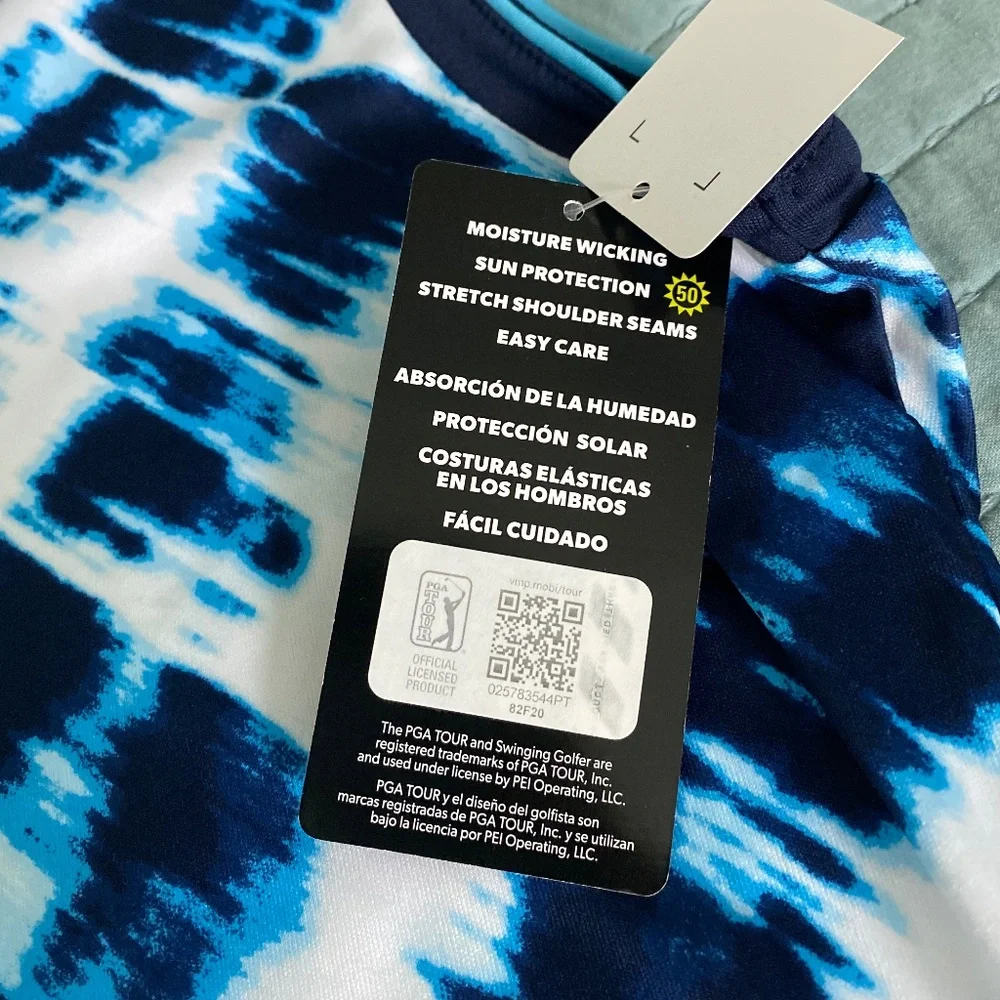 MOISTURE WICKING
SUN PROTECTION 50
STRETCH SHOULDER SEAMS
EASY CARE
ABSORCIÓN DE LA HUMEDAD
PROTECCIÓN SOLAR
COSTURAS ELÁSTICAS
EN LOS HOMBROS
FÁCIL CUIDADO
vmp.mobi/tour
PGA
TOUR
OFFICIAL
LICENSED
PRODUCT
025783544PT
82F20
The PGA TOUR and Swinging Golfer are
registered trademarks of PGA TOUR, Inc.
and used under license by PEI Operating, LLC.
PGA TOUR y el diseño del golfista son
marcas registradas de PGA TOUR, Inc. y se utilizan
bajo la licencia por PEI Operating, LLC.